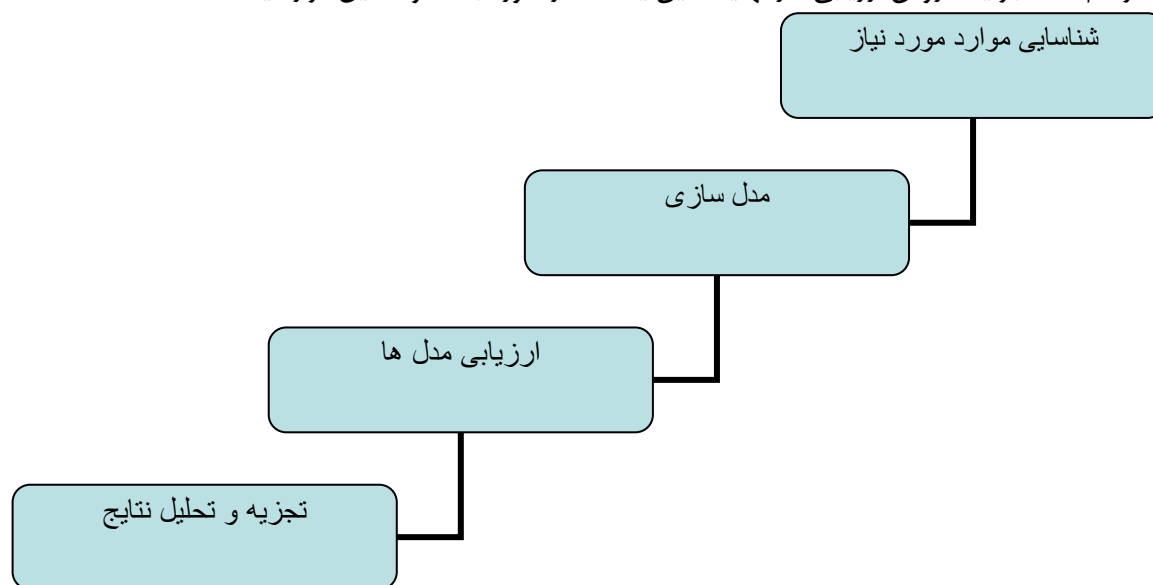 شناسایی موارد مورد نیاز
مدل سازی
ارزیابی مدل ها
تجزیه و تحلیل نتایج